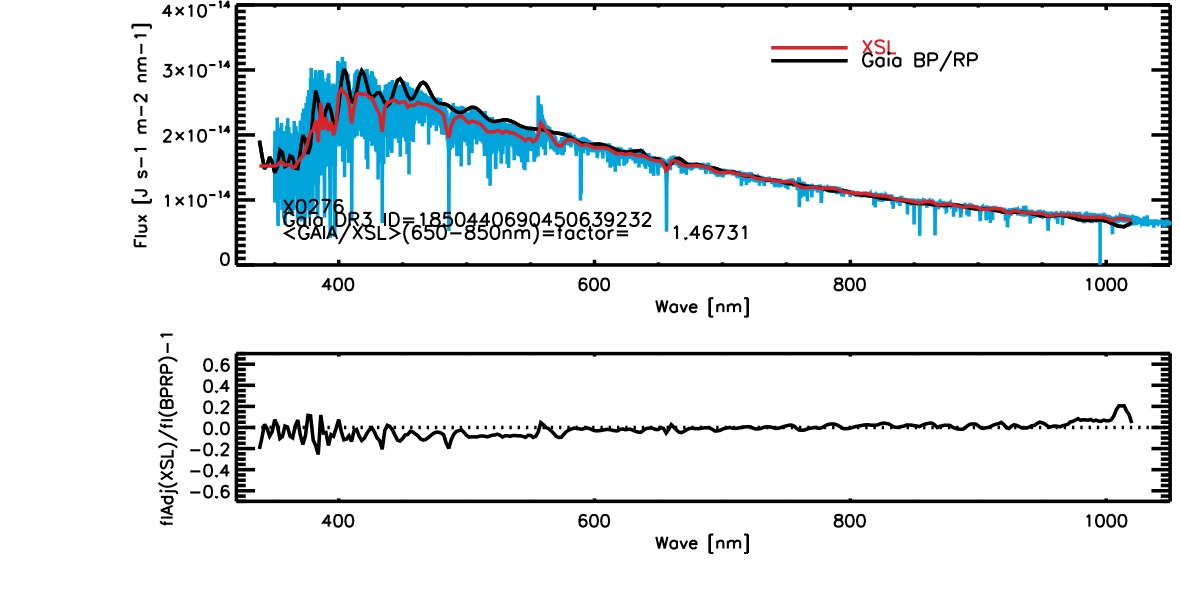 4×10⁻¹⁴
3×10⁻¹⁴
2×10⁻¹⁴
1×10⁻¹⁴
0
Flux [J s-1 m-2 nm-1]
XSL
Gaia BP/RP
X0276
Gaia DR3 ID=1850440690450639232
<GAIA/XSL>(650-850nm)=factor= 1.46731
400 600 800 1000
Wave [nm]
0.6
0.4
0.2
0.0
-0.2
-0.4
-0.6
flAdj(XSL)/fl(BPRP)-1
400 600 800 1000
Wave [nm]